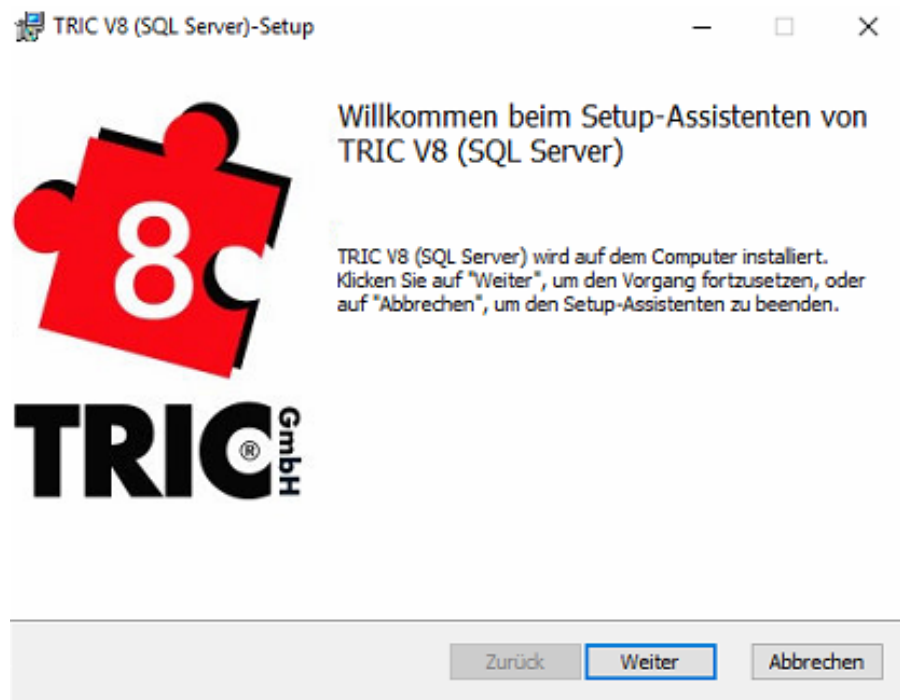 TRIC V8 (SQL Server)-Setup
Willkommen beim Setup-Assistenten von
TRIC V8 (SQL Server)
8
TRIC (SQL Server) wird auf dem Computer installiert.
Klicken Sie auf "Weiter", um den Vorgang fortzusetzen, oder
auf "Abbrechen", um den Setup-Assistenten zu beenden.
TRIC® GmbH
Zurück Weiter Abbrechen